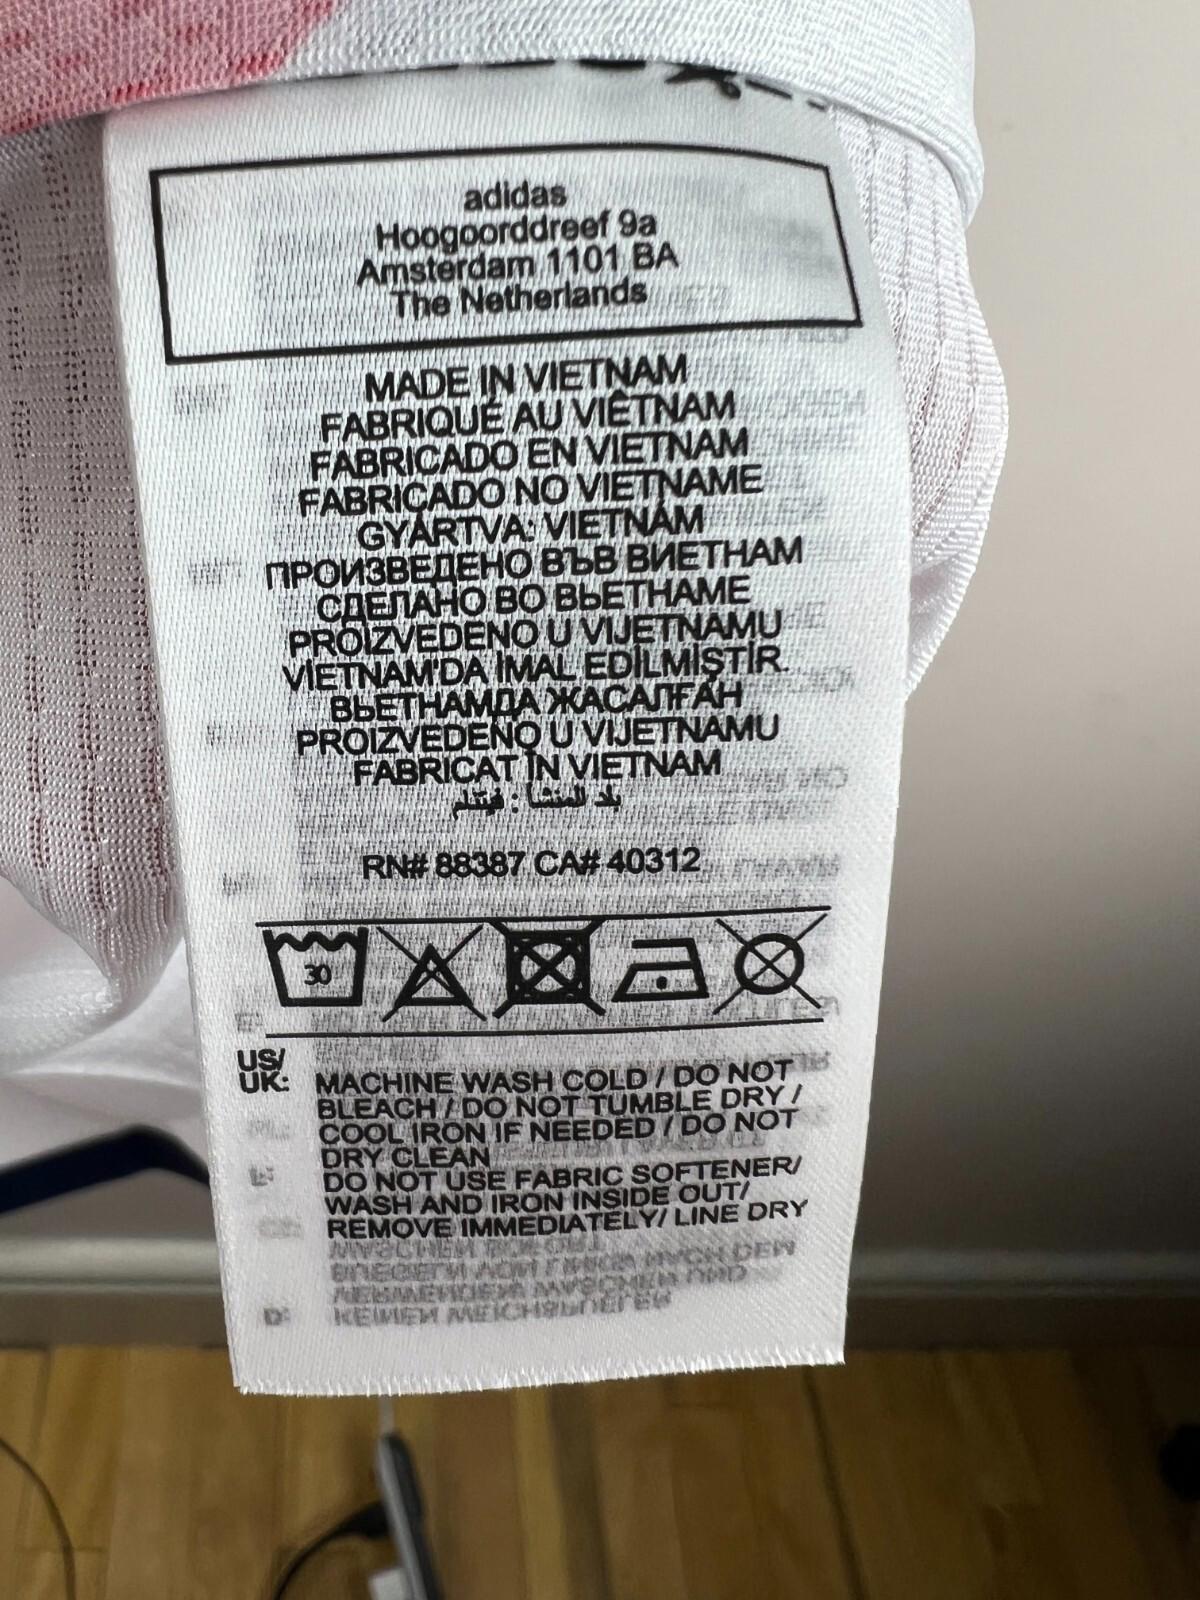 adidas
Hoogoorddreef 9a
Amsterdam 1101 BA
The Netherlands
MADE IN VIETNAM
FABRIQUÉ AU VIÊTNAM
FABRICADO EN VIETNAM
FABRICADO NO VIETNAME
GYÁRTVA: VIETNÁM
ПРОИЗВЕДЕНО ВЪВ ВИЕТНАМ
СДЕЛАНО ВО ВЬЕТНАМЕ
PROIZVEDENO U VIJETNAMU
VİETNAM'DA İMAL EDİLMİŞTİR.
ВЬЕТНАМДА ЖАСАЛҒАН
PROIZVEDENO U VIJETNAMU
FABRICAT ÎN VIETNAM
بلد المنشأ : فيتنام
RN# 88387 CA# 40312
30
US/
UK:
MACHINE WASH COLD / DO NOT
BLEACH / DO NOT TUMBLE DRY /
COOL IRON IF NEEDED / DO NOT
DRY CLEAN
DO NOT USE FABRIC SOFTENER/
WASH AND IRON INSIDE OUT/
REMOVE IMMEDIATELY/ LINE DRY